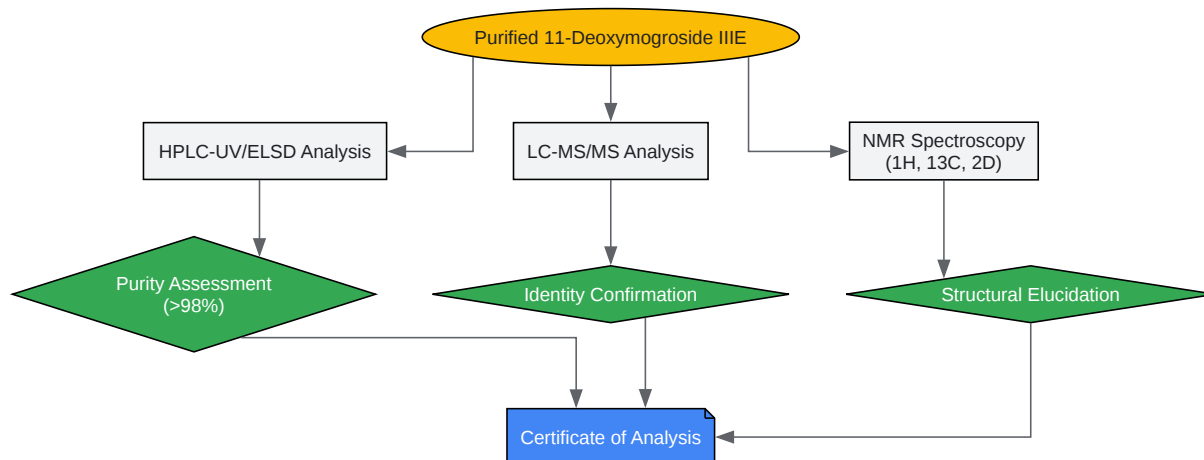 Purified 11-Deoxymogroside IIIE
HPLC-UV/ELSD Analysis
LC-MS/MS Analysis
NMR Spectroscopy
(1H, 13C, 2D)
Purity Assessment
(>98%)
Identity Confirmation
Structural Elucidation
Certificate of Analysis